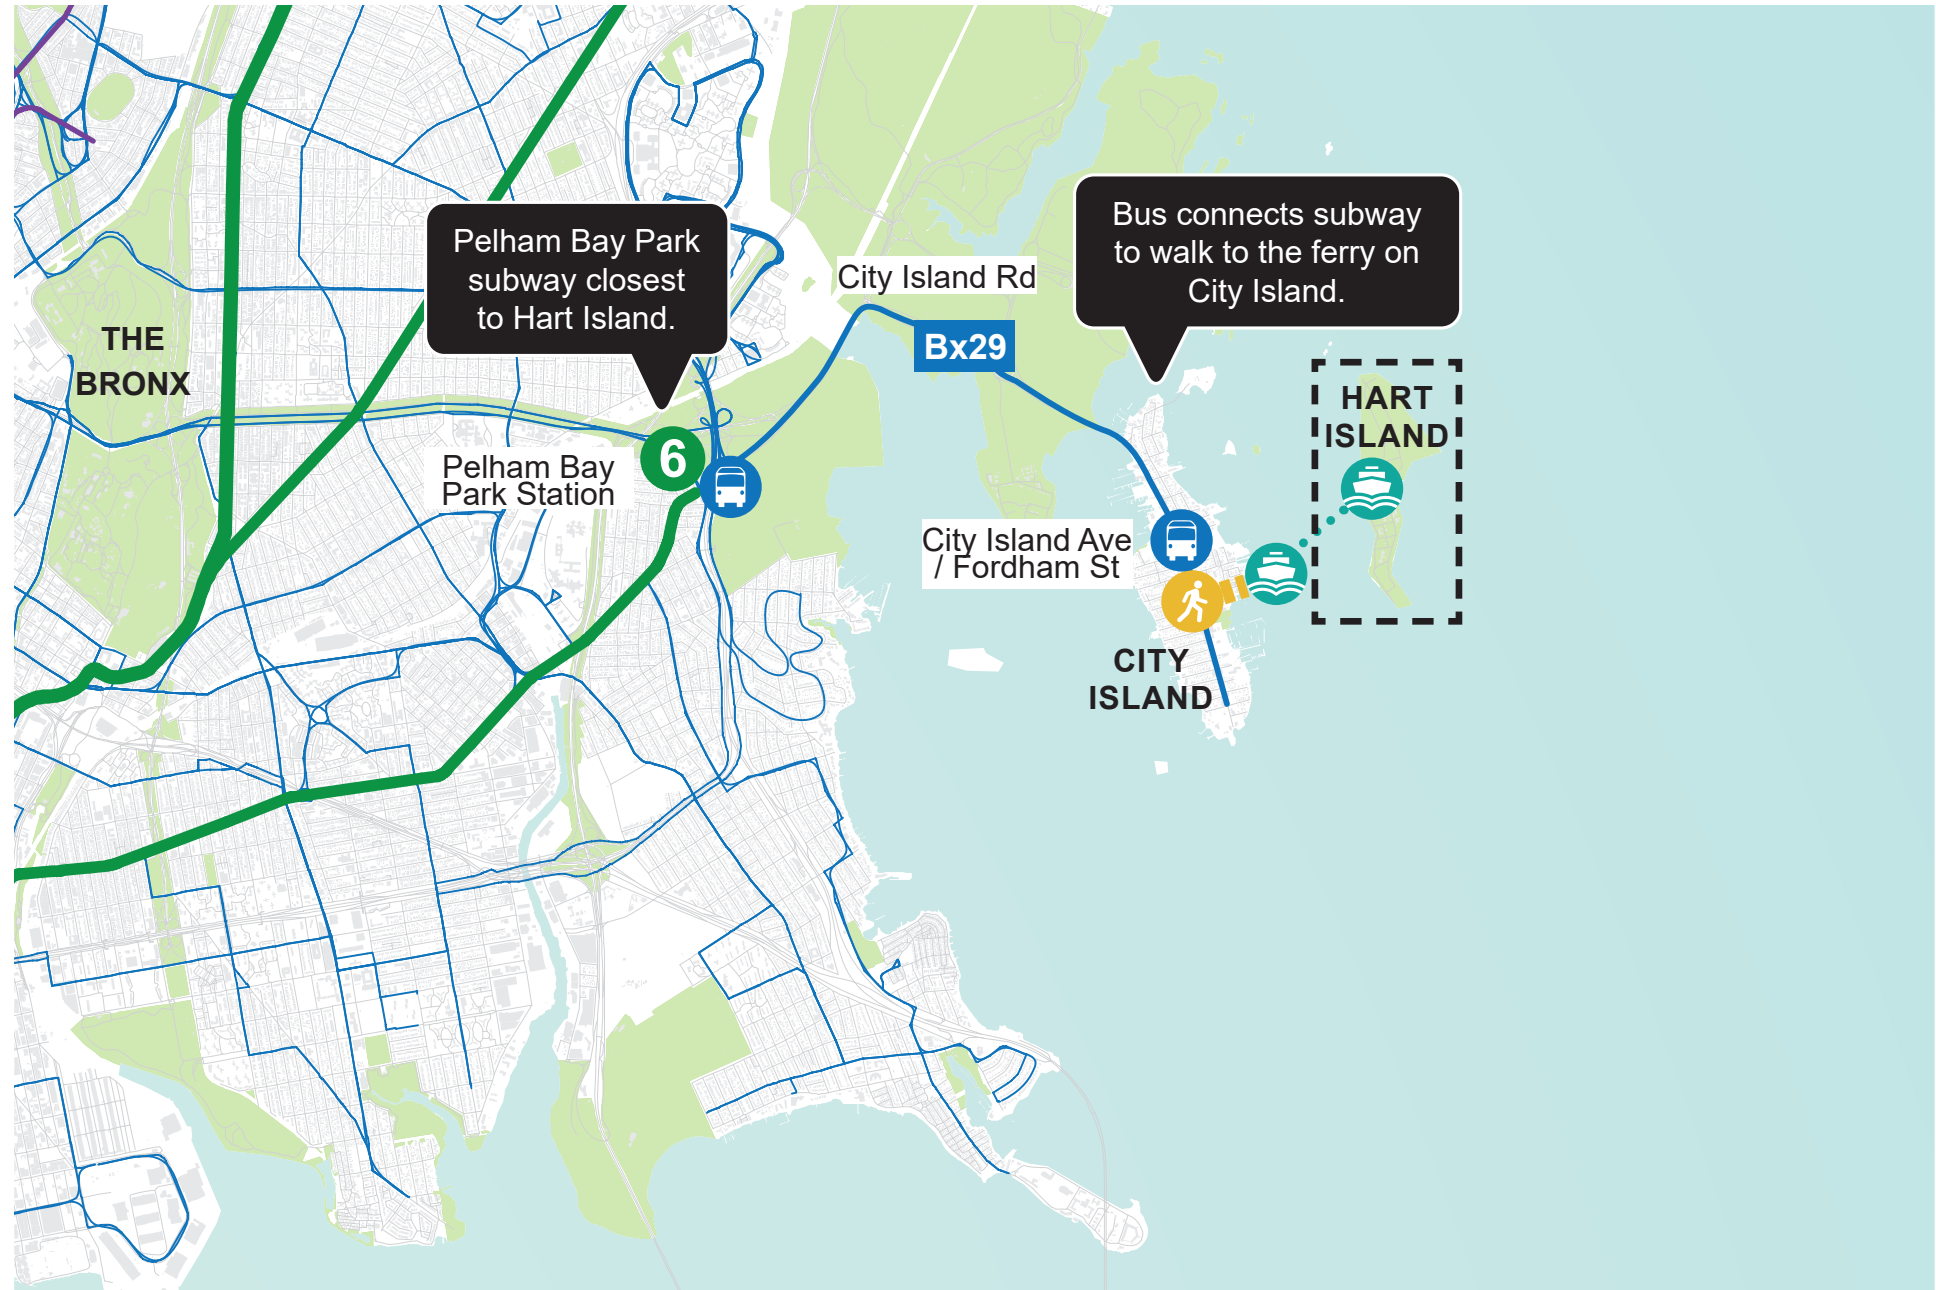 Bus connects subway
to walk to the ferry on
City Island.
Pelham Bay Park
subway closest
to Hart Island.
City Island Rd
Bx29
THE
BRONX
HART
ISLAND
6
Pelham Bay
Park Station
City Island Ave
/ Fordham St
CITY
ISLAND